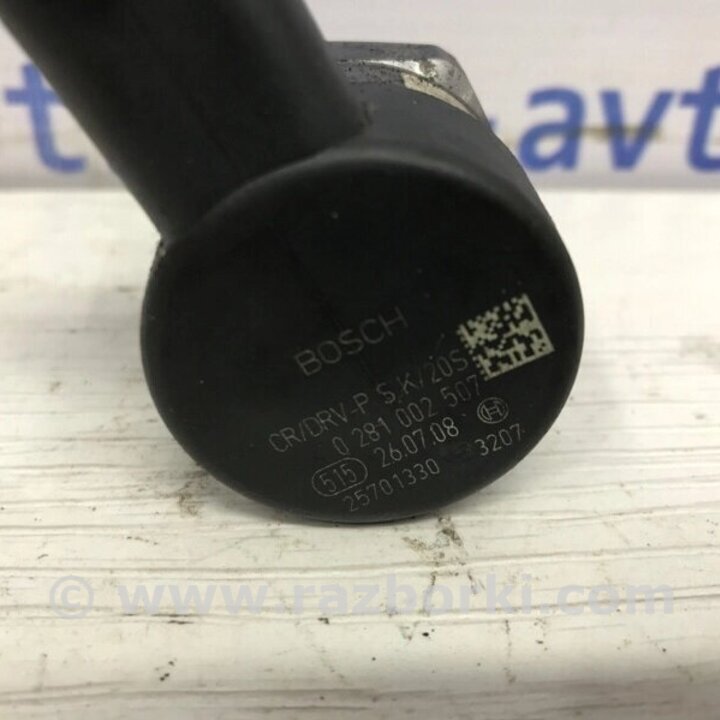 BOSCH
CR/DRV-P S.K/20S
0 281 002 507
515 26.07.08
25701330 3207
© www.razborki.com